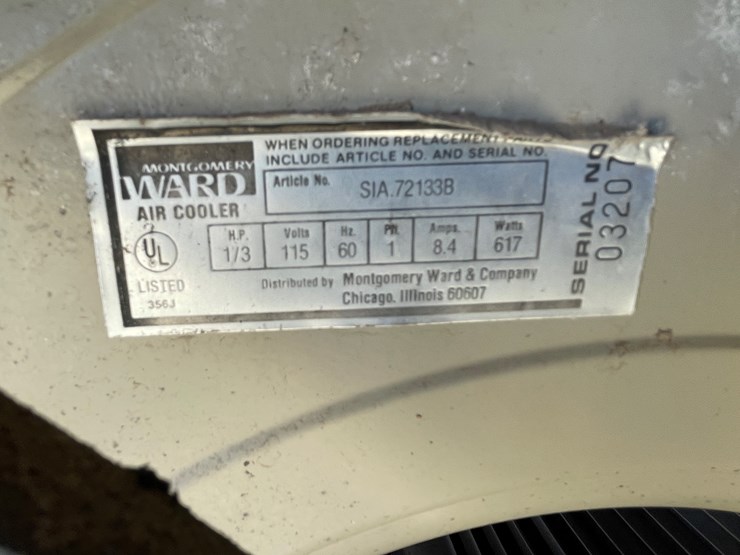 MONTGOMERY
WARD
AIR COOLER
UL
LISTED
356J
WHEN ORDERING REPLACEMENT
INCLUDE ARTICLE NO. AND SERIAL NO.
Article No. SIA.72133B
H.P. Volts Hz. PH. Amps. Watts
1/3 115 60 1 8.4 617
Distributed by Montgomery Ward & Company
Chicago, Illinois 60607
SERIAL NO
03207